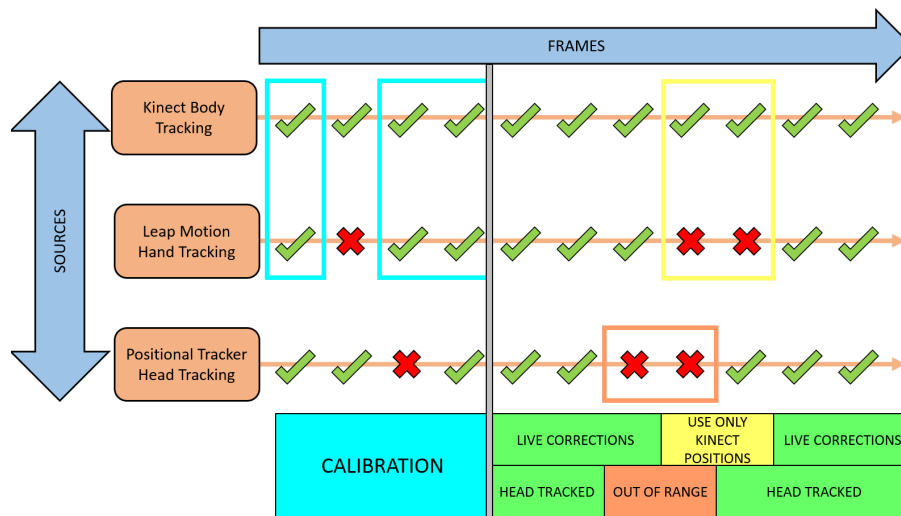 FRAMES
SOURCES
Kinect Body
Tracking
Leap Motion
Hand Tracking
Positional Tracker
Head Tracking
CALIBRATION
LIVE CORRECTIONS
USE ONLY
KINECT
POSITIONS
LIVE CORRECTIONS
HEAD TRACKED
OUT OF RANGE
HEAD TRACKED